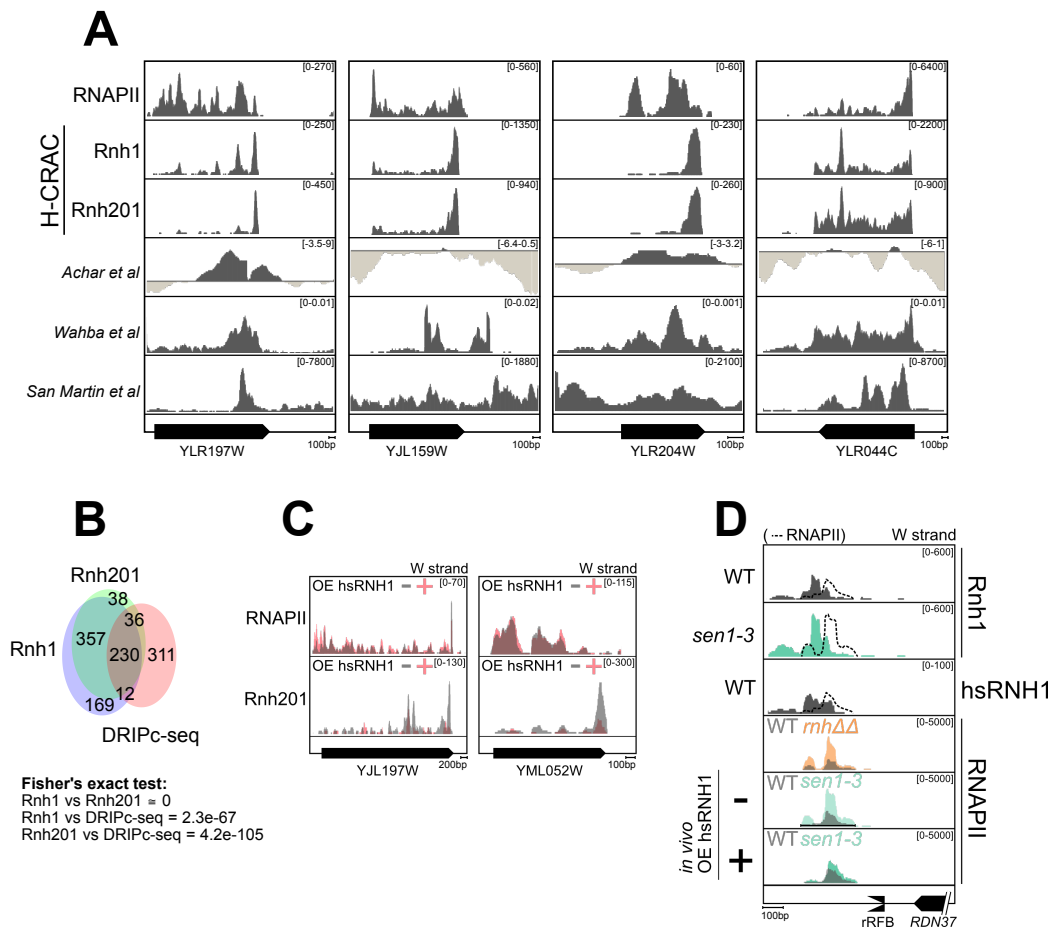 A
RNAPII
[0-270]
[0-560]
[0-60]
[0-6400]
H-CRAC
Rnh1
[0-250]
[0-1350]
[0-230]
[0-2200]
Rnh201
[0-450]
[0-940]
[0-260]
[0-900]
Achar et al
[-3.5-9]
[-6.4-0.5]
[-3-3.2]
[-6-1]
Wahba et al
[0-0.01]
[0-0.02]
[0-0.001]
[0-0.01]
San Martin et al
[0-7800]
[0-1880]
[0-2100]
[0-8700]
YLR197W
100bp
YJL159W
100bp
YLR204W
100bp
YLR044C
100bp
B
Rnh201
38
36
357
Rnh1
230
311
12
169
DRIPc-seq
Fisher's exact test:
Rnh1 vs Rnh201 ≅ 0
Rnh1 vs DRIPc-seq = 2.3e-67
Rnh201 vs DRIPc-seq = 4.2e-105
C
W strand
W strand
OE hsRNH1 - +
[0-70]
OE hsRNH1 - +
[0-115]
RNAPII
OE hsRNH1 - +
[0-130]
OE hsRNH1 - +
[0-300]
Rnh201
YJL197W
200bp
YML052W
100bp
D
(--- RNAPII)
W strand
WT
[0-600]
sen1-3
[0-600]
Rnh1
WT
[0-100]
hsRNH1
WT rnhΔΔ
[0-5000]
WT sen1-3
[0-5000]
-
WT sen1-3
[0-5000]
+
in vivo
OE hsRNH1
RNAPII
100bp
rRFB
RDN37